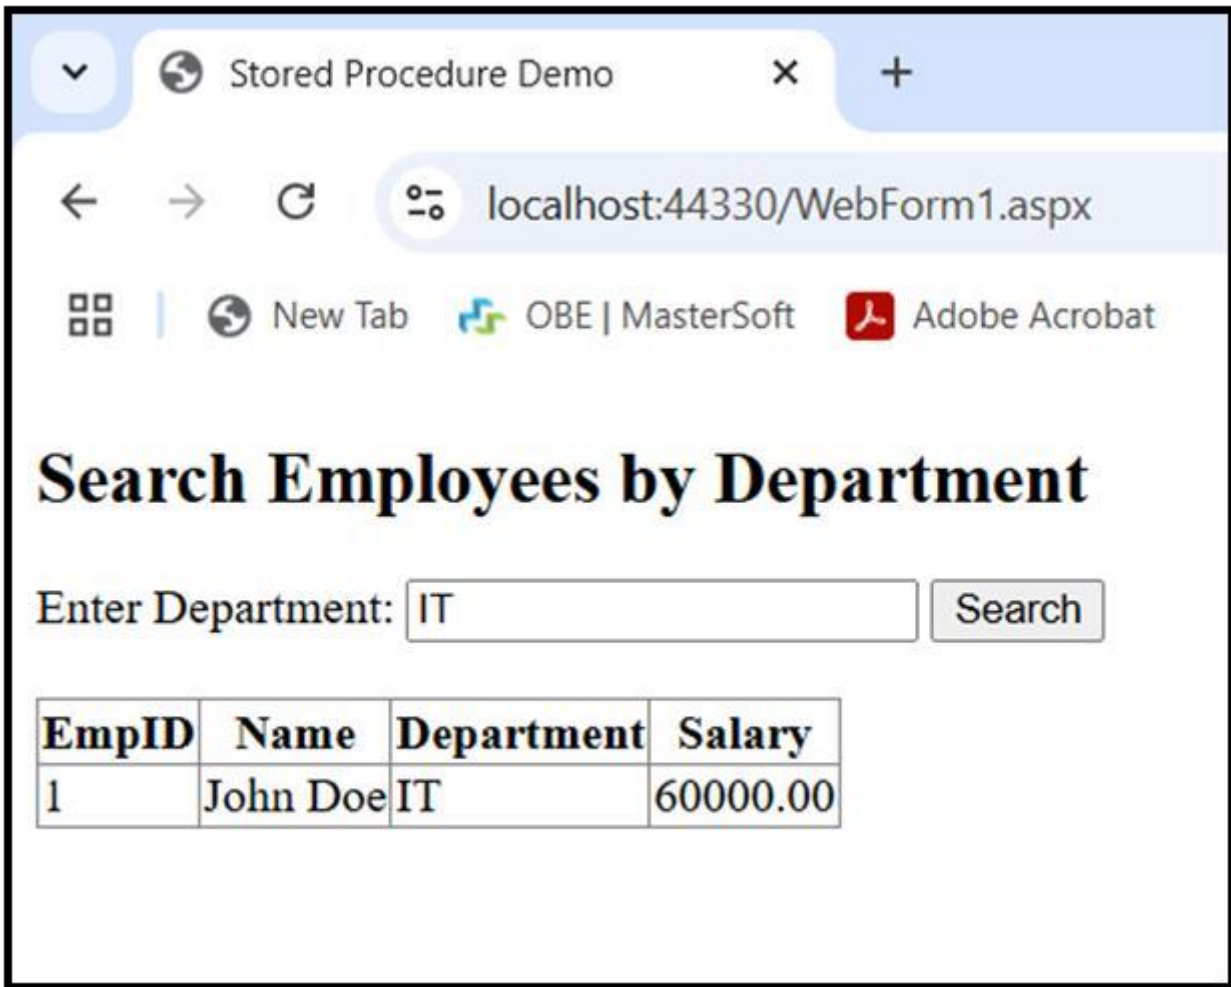 Stored Procedure Demo
localhost:44330/WebForm1.aspx
New Tab OBE | MasterSoft Adobe Acrobat
Search Employees by Department
Enter Department: IT Search
EmpID Name Department Salary
1 John Doe IT 60000.00